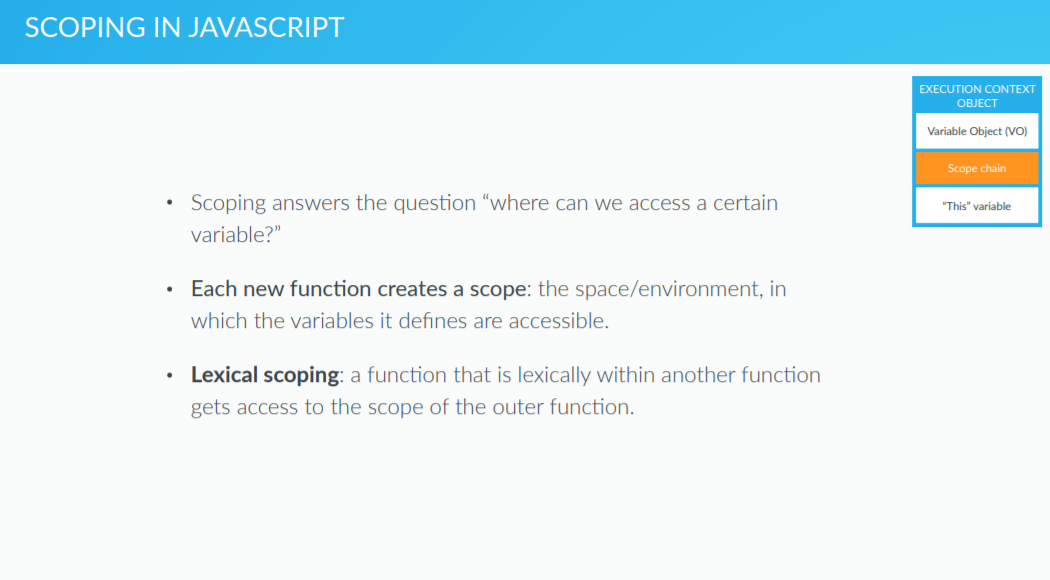 SCOPING IN JAVASCRIPT
EXECUTION CONTEXT
OBJECT
Variable Object (VO)
Scope chain
“This” variable
• Scoping answers the question “where can we access a certain
variable?”
• Each new function creates a scope: the space/environment, in
which the variables it defines are accessible.
• Lexical scoping: a function that is lexically within another function
gets access to the scope of the outer function.